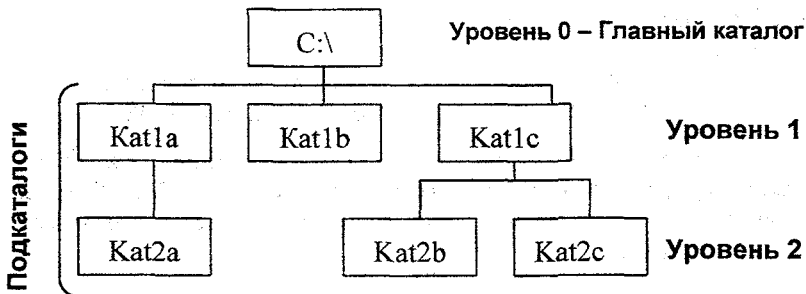 C:\
Уровень 0 – Главный каталог
Подкаталоги
Kat1a
Kat1b
Kat1c
Уровень 1
Kat2a
Kat2b
Kat2c
Уровень 2